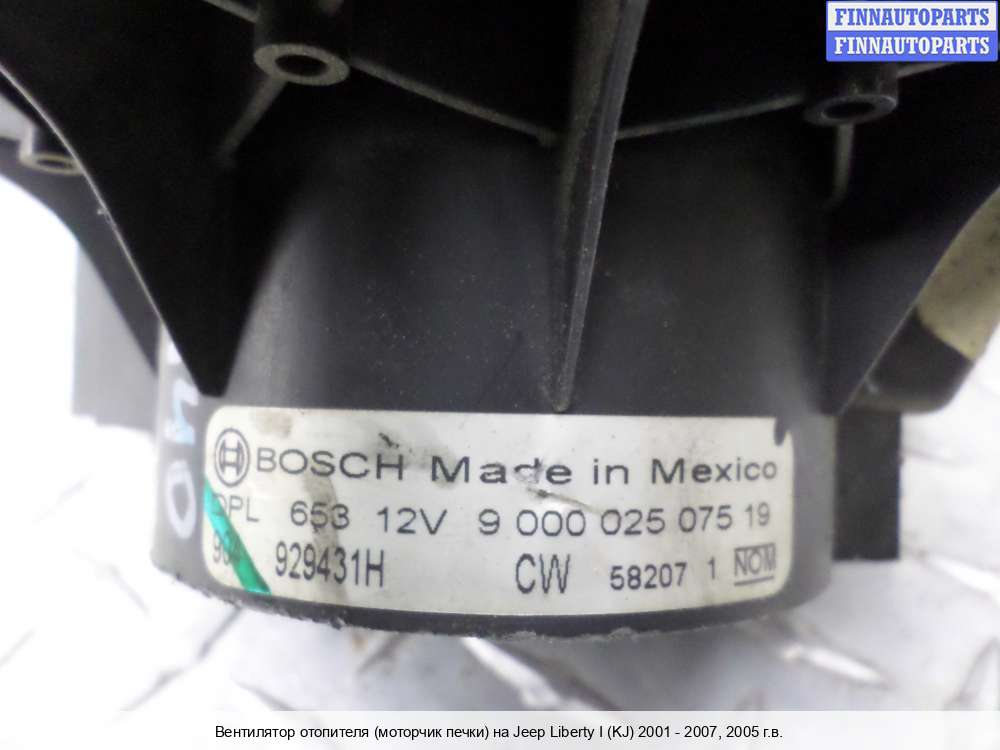 FINNAUTOPARTS
FINNAUTOPARTS
BOSCH Made in Mexico
DPL 653 12V 9 000 025 075 19
929431H CW 58207 1 NOM
Вентилятор отопителя (моторчик печки) на Jeep Liberty I (KJ) 2001 - 2007, 2005 г.в.